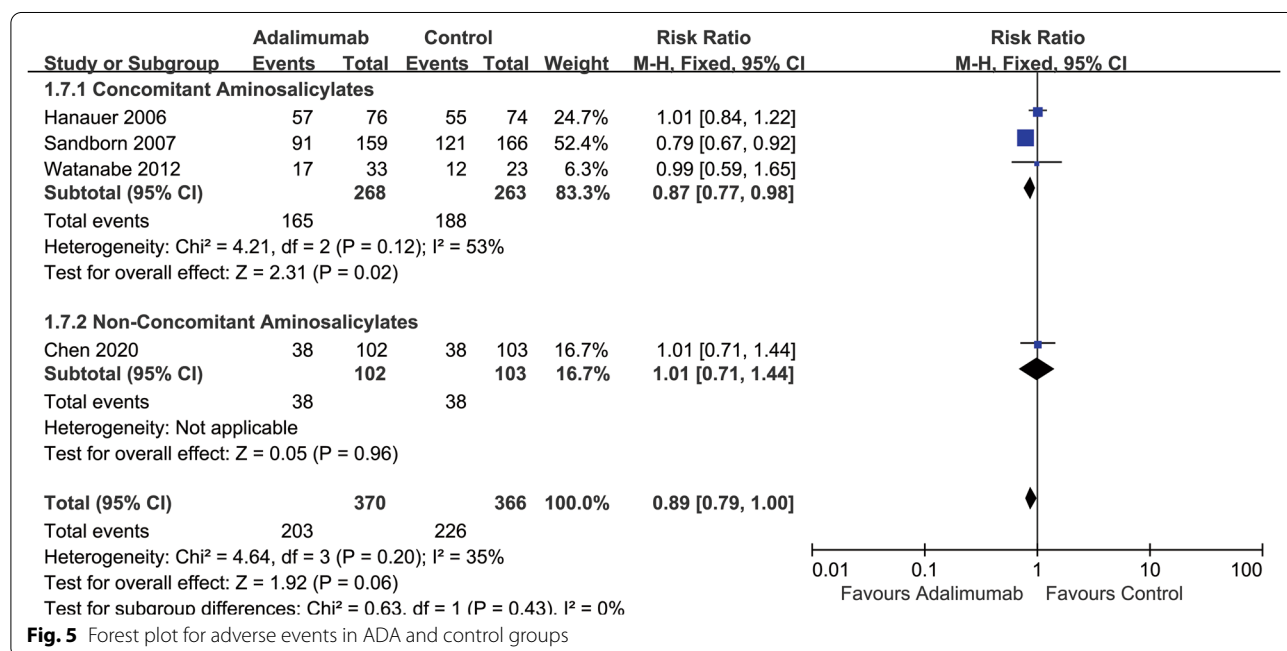 Adalimumab Control Risk Ratio Risk Ratio
Study or Subgroup Events Total Events Total Weight M-H, Fixed, 95% CI M-H, Fixed, 95% CI
1.7.1 Concomitant Aminosalicylates
Hanauer 2006 57 76 55 74 24.7% 1.01 [0.84, 1.22]
Sandborn 2007 91 159 121 166 52.4% 0.79 [0.67, 0.92]
Watanabe 2012 17 33 12 23 6.3% 0.99 [0.59, 1.65]
Subtotal (95% CI) 268 263 83.3% 0.87 [0.77, 0.98]
Total events 165 188
Heterogeneity: Chi² = 4.21, df = 2 (P = 0.12); I² = 53%
Test for overall effect: Z = 2.31 (P = 0.02)
1.7.2 Non-Concomitant Aminosalicylates
Chen 2020 38 102 38 103 16.7% 1.01 [0.71, 1.44]
Subtotal (95% CI) 102 103 16.7% 1.01 [0.71, 1.44]
Total events 38 38
Heterogeneity: Not applicable
Test for overall effect: Z = 0.05 (P = 0.96)
Total (95% CI) 370 366 100.0% 0.89 [0.79, 1.00]
Total events 203 226
Heterogeneity: Chi² = 4.64, df = 3 (P = 0.20); I² = 35%
Test for overall effect: Z = 1.92 (P = 0.06)
Test for subgroup differences: Chi² = 0.63, df = 1 (P = 0.43), I² = 0%
0.01 0.1 1 10 100
Favours Adalimumab Favours Control
Fig. 5 Forest plot for adverse events in ADA and control groups